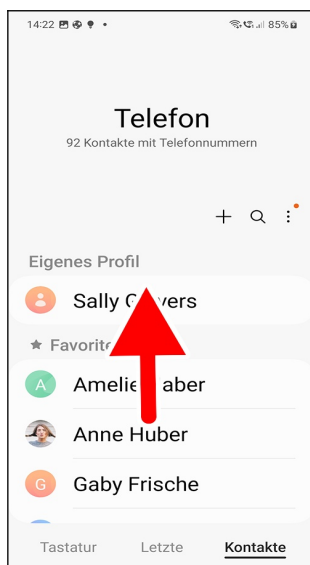 14:22 85%
Telefon
92 Kontakte mit Telefonnummern
Eigenes Profil
Sally
A Amelie
Anne Huber
G Gaby Frische
Tastatur Letzte Kontakte